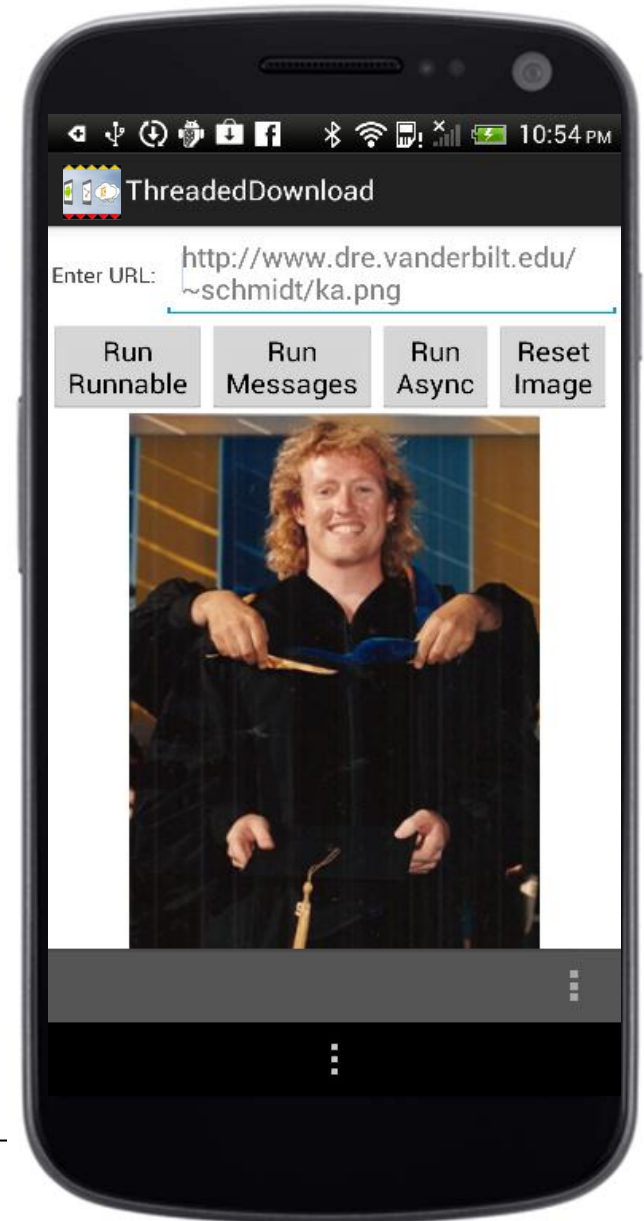 10:54 PM
ThreadedDownload
Enter URL:
http://www.dre.vanderbilt.edu/
~schmidt/ka.png
Run
Runnable
Run
Messages
Run
Async
Reset
Image